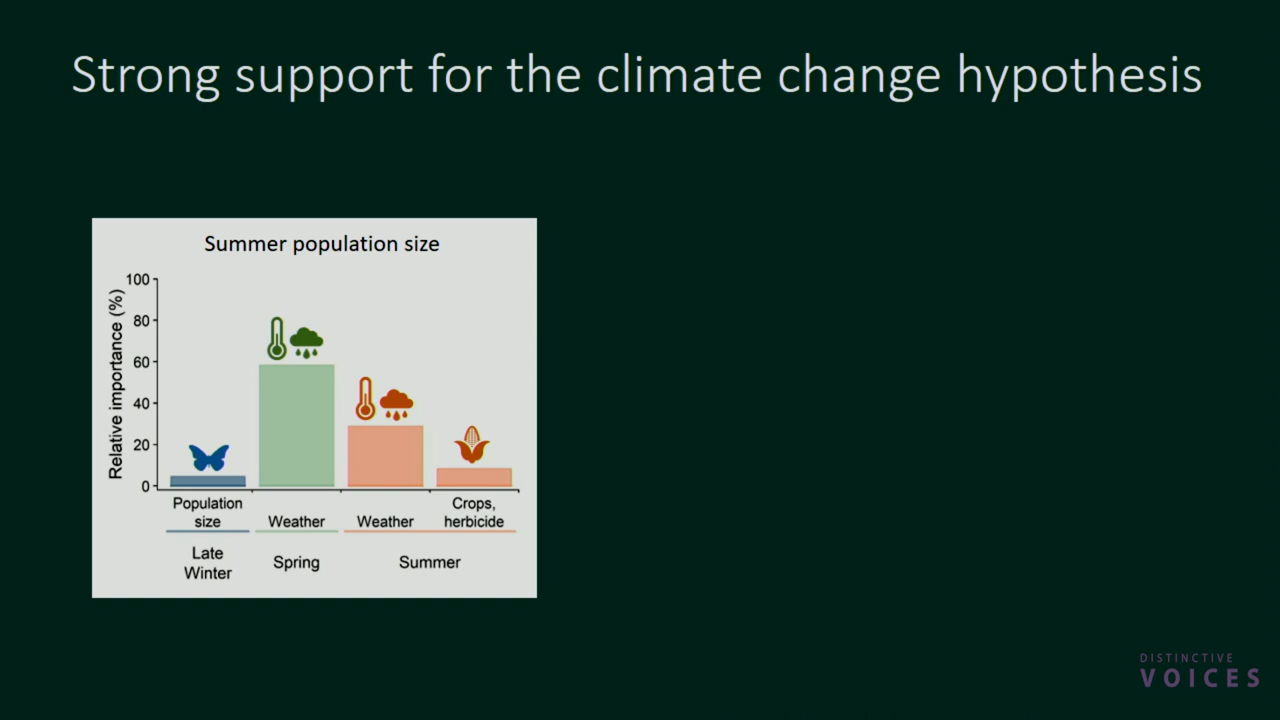 Strong support for the climate change hypothesis
Summer population size
Relative importance (%)
100
80
60
40
20
0
Population
size
Weather
Weather
Crops,
herbicide
Late
Winter
Spring
Summer
DISTINCTIVE
VOICES